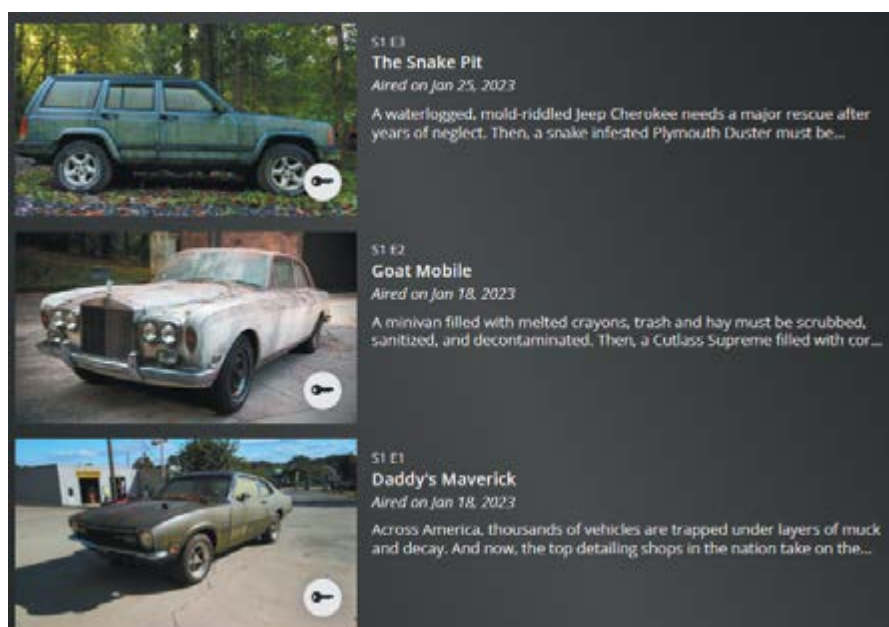 S1 E3
The Snake Pit
Aired on Jan 25, 2023
A waterlogged, mold-riddled Jeep Cherokee needs a major rescue after
years of neglect. Then, a snake infested Plymouth Duster must be...
S1 E2
Goat Mobile
Aired on Jan 18, 2023
A minivan filled with melted crayons, trash and hay must be scrubbed,
sanitized, and decontaminated. Then, a Cutlass Supreme filled with cor...
S1 E1
Daddy's Maverick
Aired on Jan 18, 2023
Across America, thousands of vehicles are trapped under layers of muck
and decay. And now, the top detailing shops in the nation take on the...